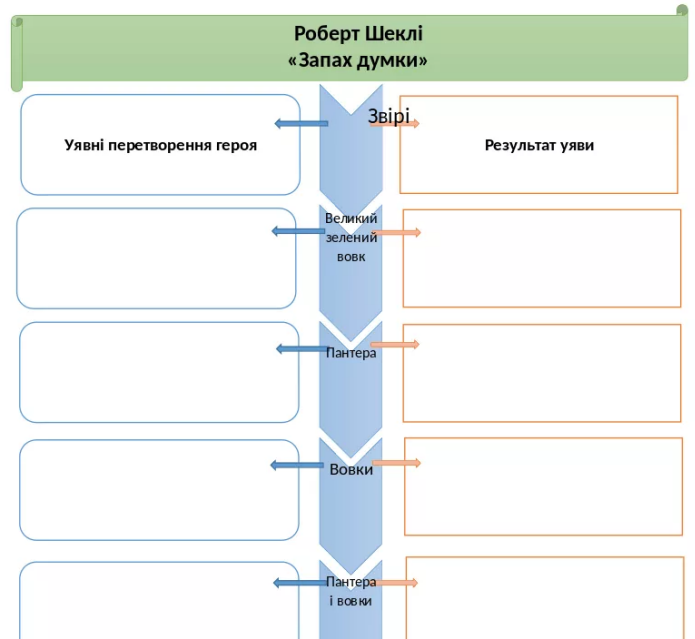 Роберт Шеклі
«Запах думки»
Звірі
Уявні перетворення героя
Результат уяви
Великий
зелений
вовк
Пантера
Вовки
Пантера
і вовки